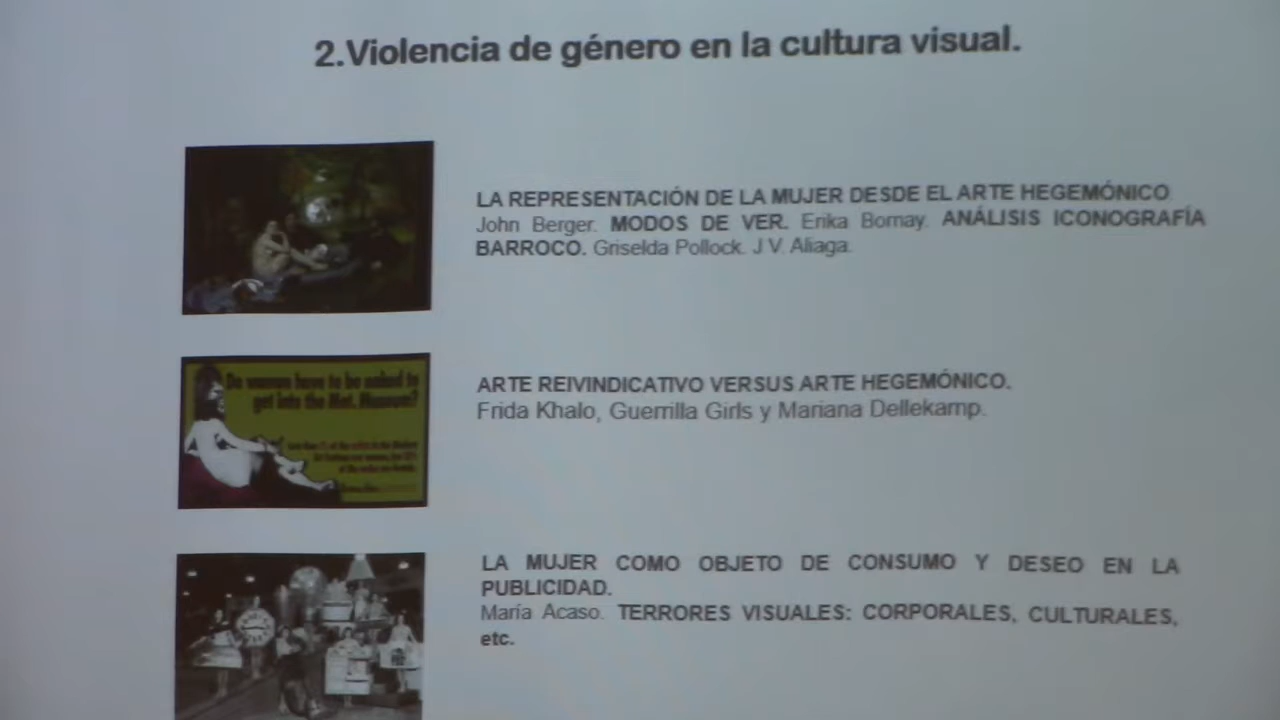 2.Violencia de género en la cultura visual.
LA REPRESENTACIÓN DE LA MUJER DESDE EL ARTE HEGEMÓNICO
John Berger. MODOS DE VER. Erika Bornay. ANÁLISIS ICONOGRAFÍA
BARROCO. Griselda Pollock. J.V. Aliaga.
Do women have to be naked to
get into the Met. Museum?
ARTE REIVINDICATIVO VERSUS ARTE HEGEMÓNICO.
Frida Khalo, Guerrilla Girls y Mariana Dellekamp.
LA MUJER COMO OBJETO DE CONSUMO Y DESEO EN LA
PUBLICIDAD.
María Acaso. TERRORES VISUALES: CORPORALES, CULTURALES,
etc.